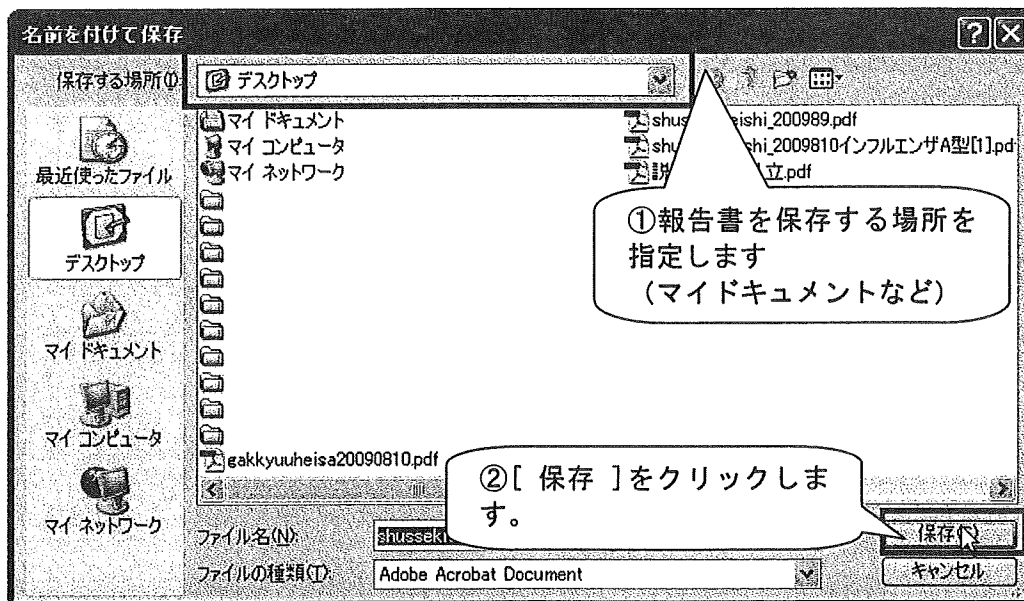 名前を付けて保存
保存する場所(I):
デスクトップ
最近使ったファイル
デスクトップ
マイ ドキュメント
マイ コンピュータ
マイ ネットワーク
マイ ドキュメント
マイ コンピュータ
マイ ネットワーク
gakkyuuheisa20090810.pdf
shus
eishi_200989.pdf
shu
shi_2009810インフルエンザA型[1].pd
説
立.pdf
①報告書を保存する場所を
指定します
（マイドキュメントなど）
②[ 保存 ]をクリックしま
す。
ファイル名(N):
shusseki
保存(S)
ファイルの種類(T):
Adobe Acrobat Document
キャンセル